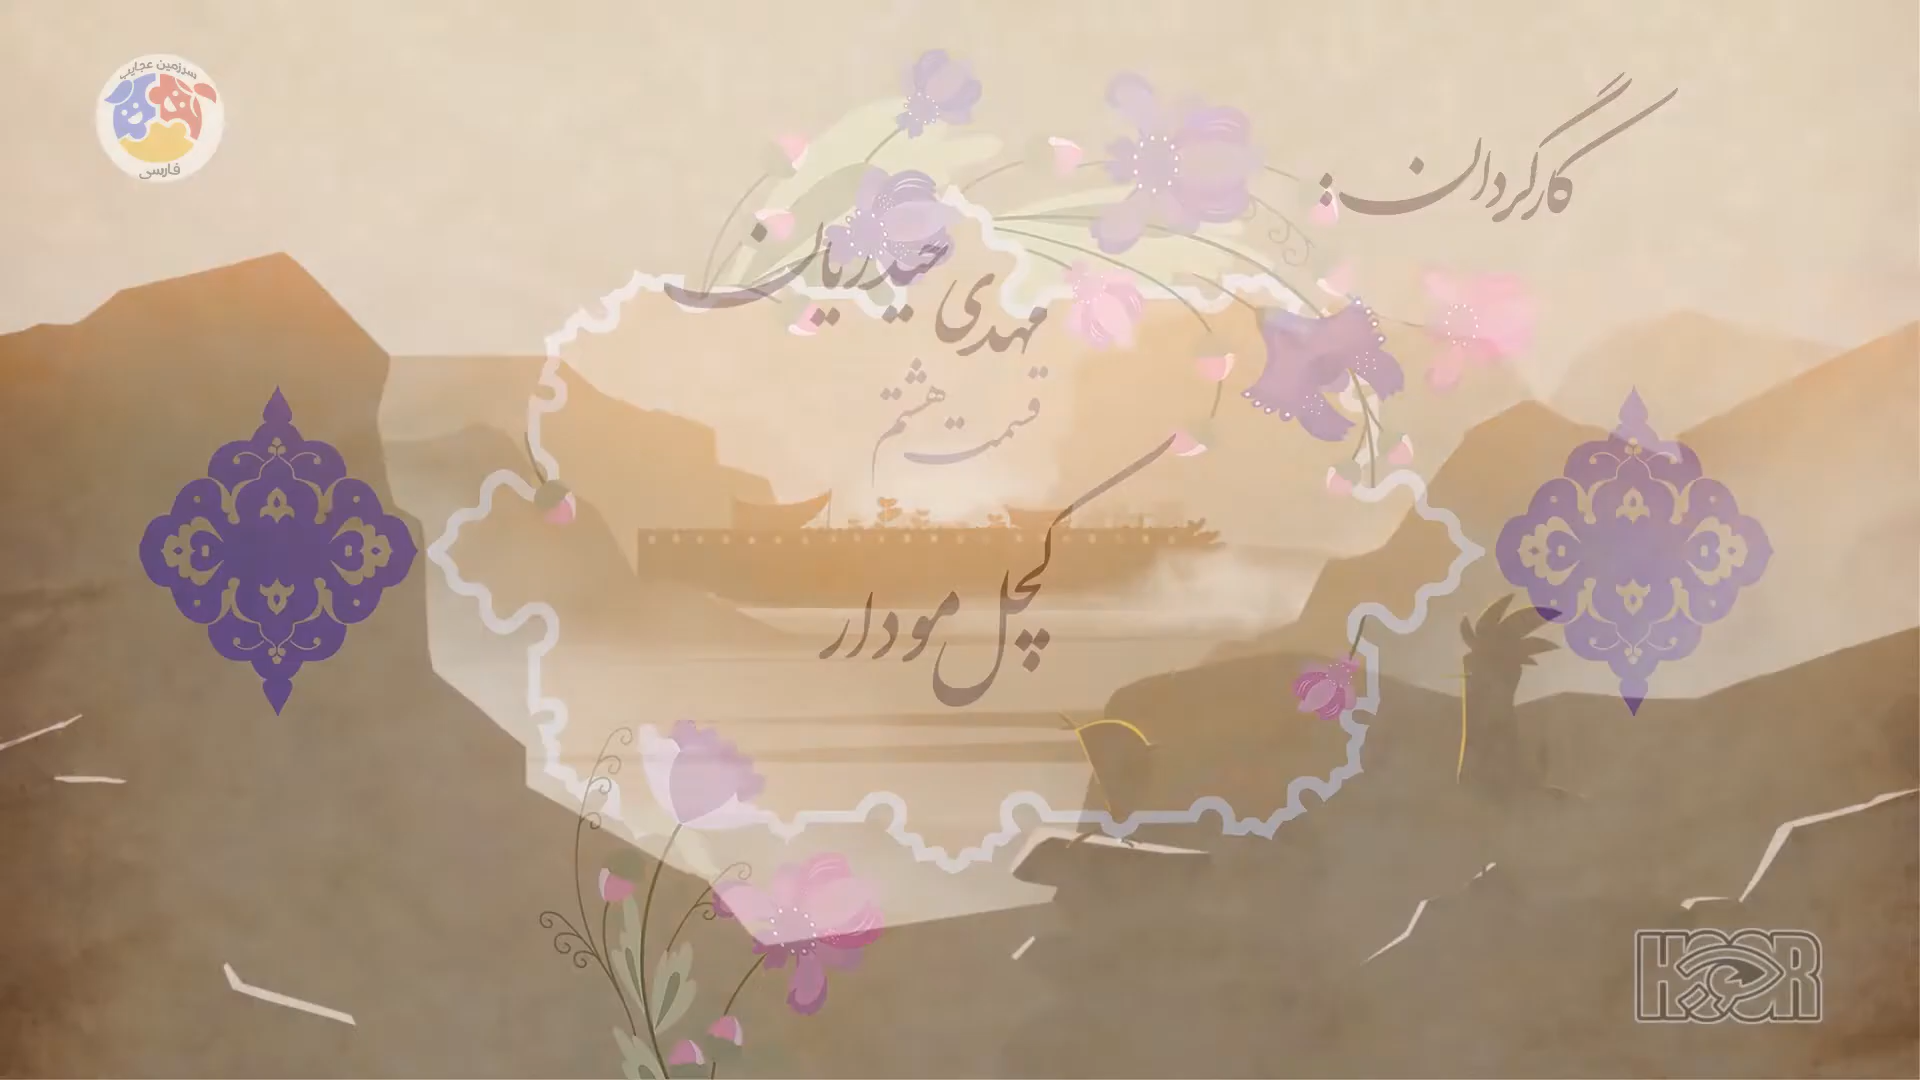 سرزمین عجایب
فارسی
کارگردان:
مهدی حیدریان
قسمت هشتم
کچل مودار
HOOR